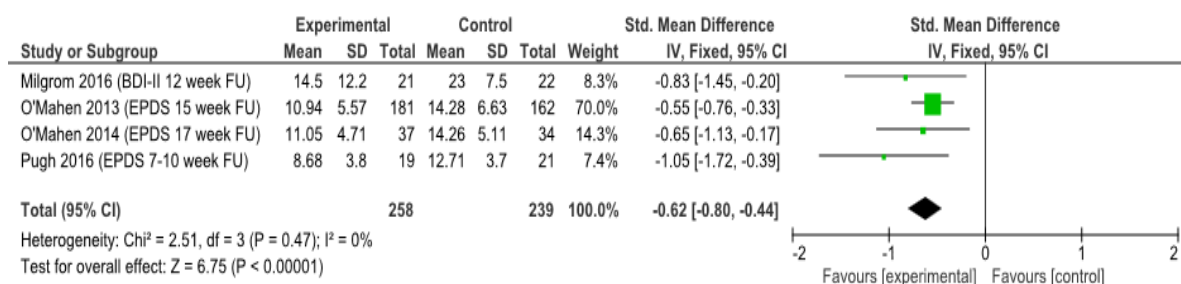 Experimental Control Std. Mean Difference Std. Mean Difference
Study or Subgroup Mean SD Total Mean SD Total Weight IV, Fixed, 95% CI IV, Fixed, 95% CI
Milgrom 2016 (BDI-II 12 week FU) 14.5 12.2 21 23 7.5 22 8.3% -0.83 [-1.45, -0.20]
O'Mahen 2013 (EPDS 15 week FU) 10.94 5.57 181 14.28 6.63 162 70.0% -0.55 [-0.76, -0.33]
O'Mahen 2014 (EPDS 17 week FU) 11.05 4.71 37 14.26 5.11 34 14.3% -0.65 [-1.13, -0.17]
Pugh 2016 (EPDS 7-10 week FU) 8.68 3.8 19 12.71 3.7 21 7.4% -1.05 [-1.72, -0.39]
Total (95% CI) 258 239 100.0% -0.62 [-0.80, -0.44]
Heterogeneity: Chi² = 2.51, df = 3 (P = 0.47); I² = 0%
Test for overall effect: Z = 6.75 (P < 0.00001)
-2 -1 0 1 2
Favours [experimental] Favours [control]